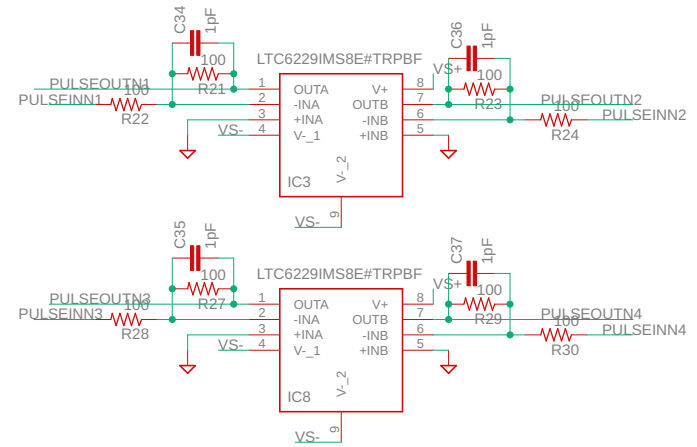 C34
1pF
100
R21
LTC6229IMS8E#TRPBF
C36
1pF
VS+
100
R23
PULSEOUTN1
PULSEINN1
100
R22
1
2
3
4
OUTA
-INA
+INA
V-_1
V+
OUTB
-INB
+INB
8
7
6
5
PULSEOUTN2
100
PULSEINN2
R24
VS-
V-_2
IC3
9
VS-
C35
1pF
100
R27
LTC6229IMS8E#TRPBF
C37
1pF
VS+
100
R29
PULSEOUTN3
PULSEINN3
100
R28
1
2
3
4
OUTA
-INA
+INA
V-_1
V+
OUTB
-INB
+INB
8
7
6
5
PULSEOUTN4
100
PULSEINN4
R30
VS-
V-_2
IC8
9
VS-